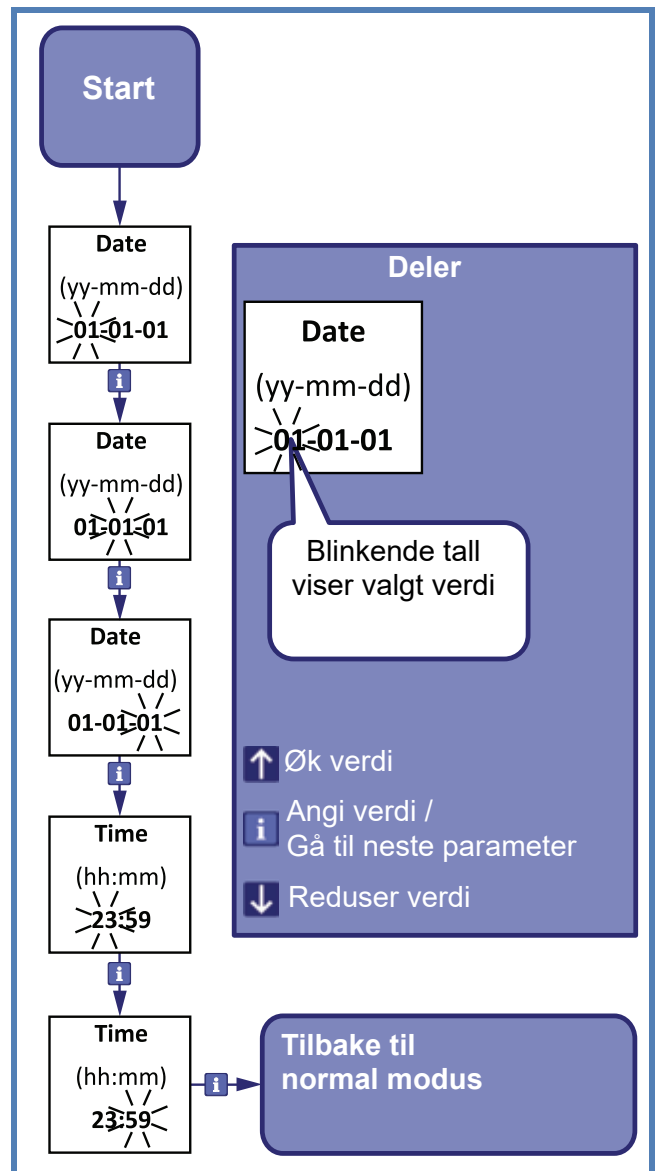 Start
Date
(yy-mm-dd)
01-01-01
i
Date
(yy-mm-dd)
01-01-01
i
Date
(yy-mm-dd)
01-01-01
i
Time
(hh:mm)
23:59
i
Time
(hh:mm)
23:59
i
Tilbake til
normal modus
Deler
Date
(yy-mm-dd)
01-01-01
Blinkende tall
viser valgt verdi
↑ Øk verdi
i Angi verdi /
Gå til neste parameter
↓ Reduser verdi